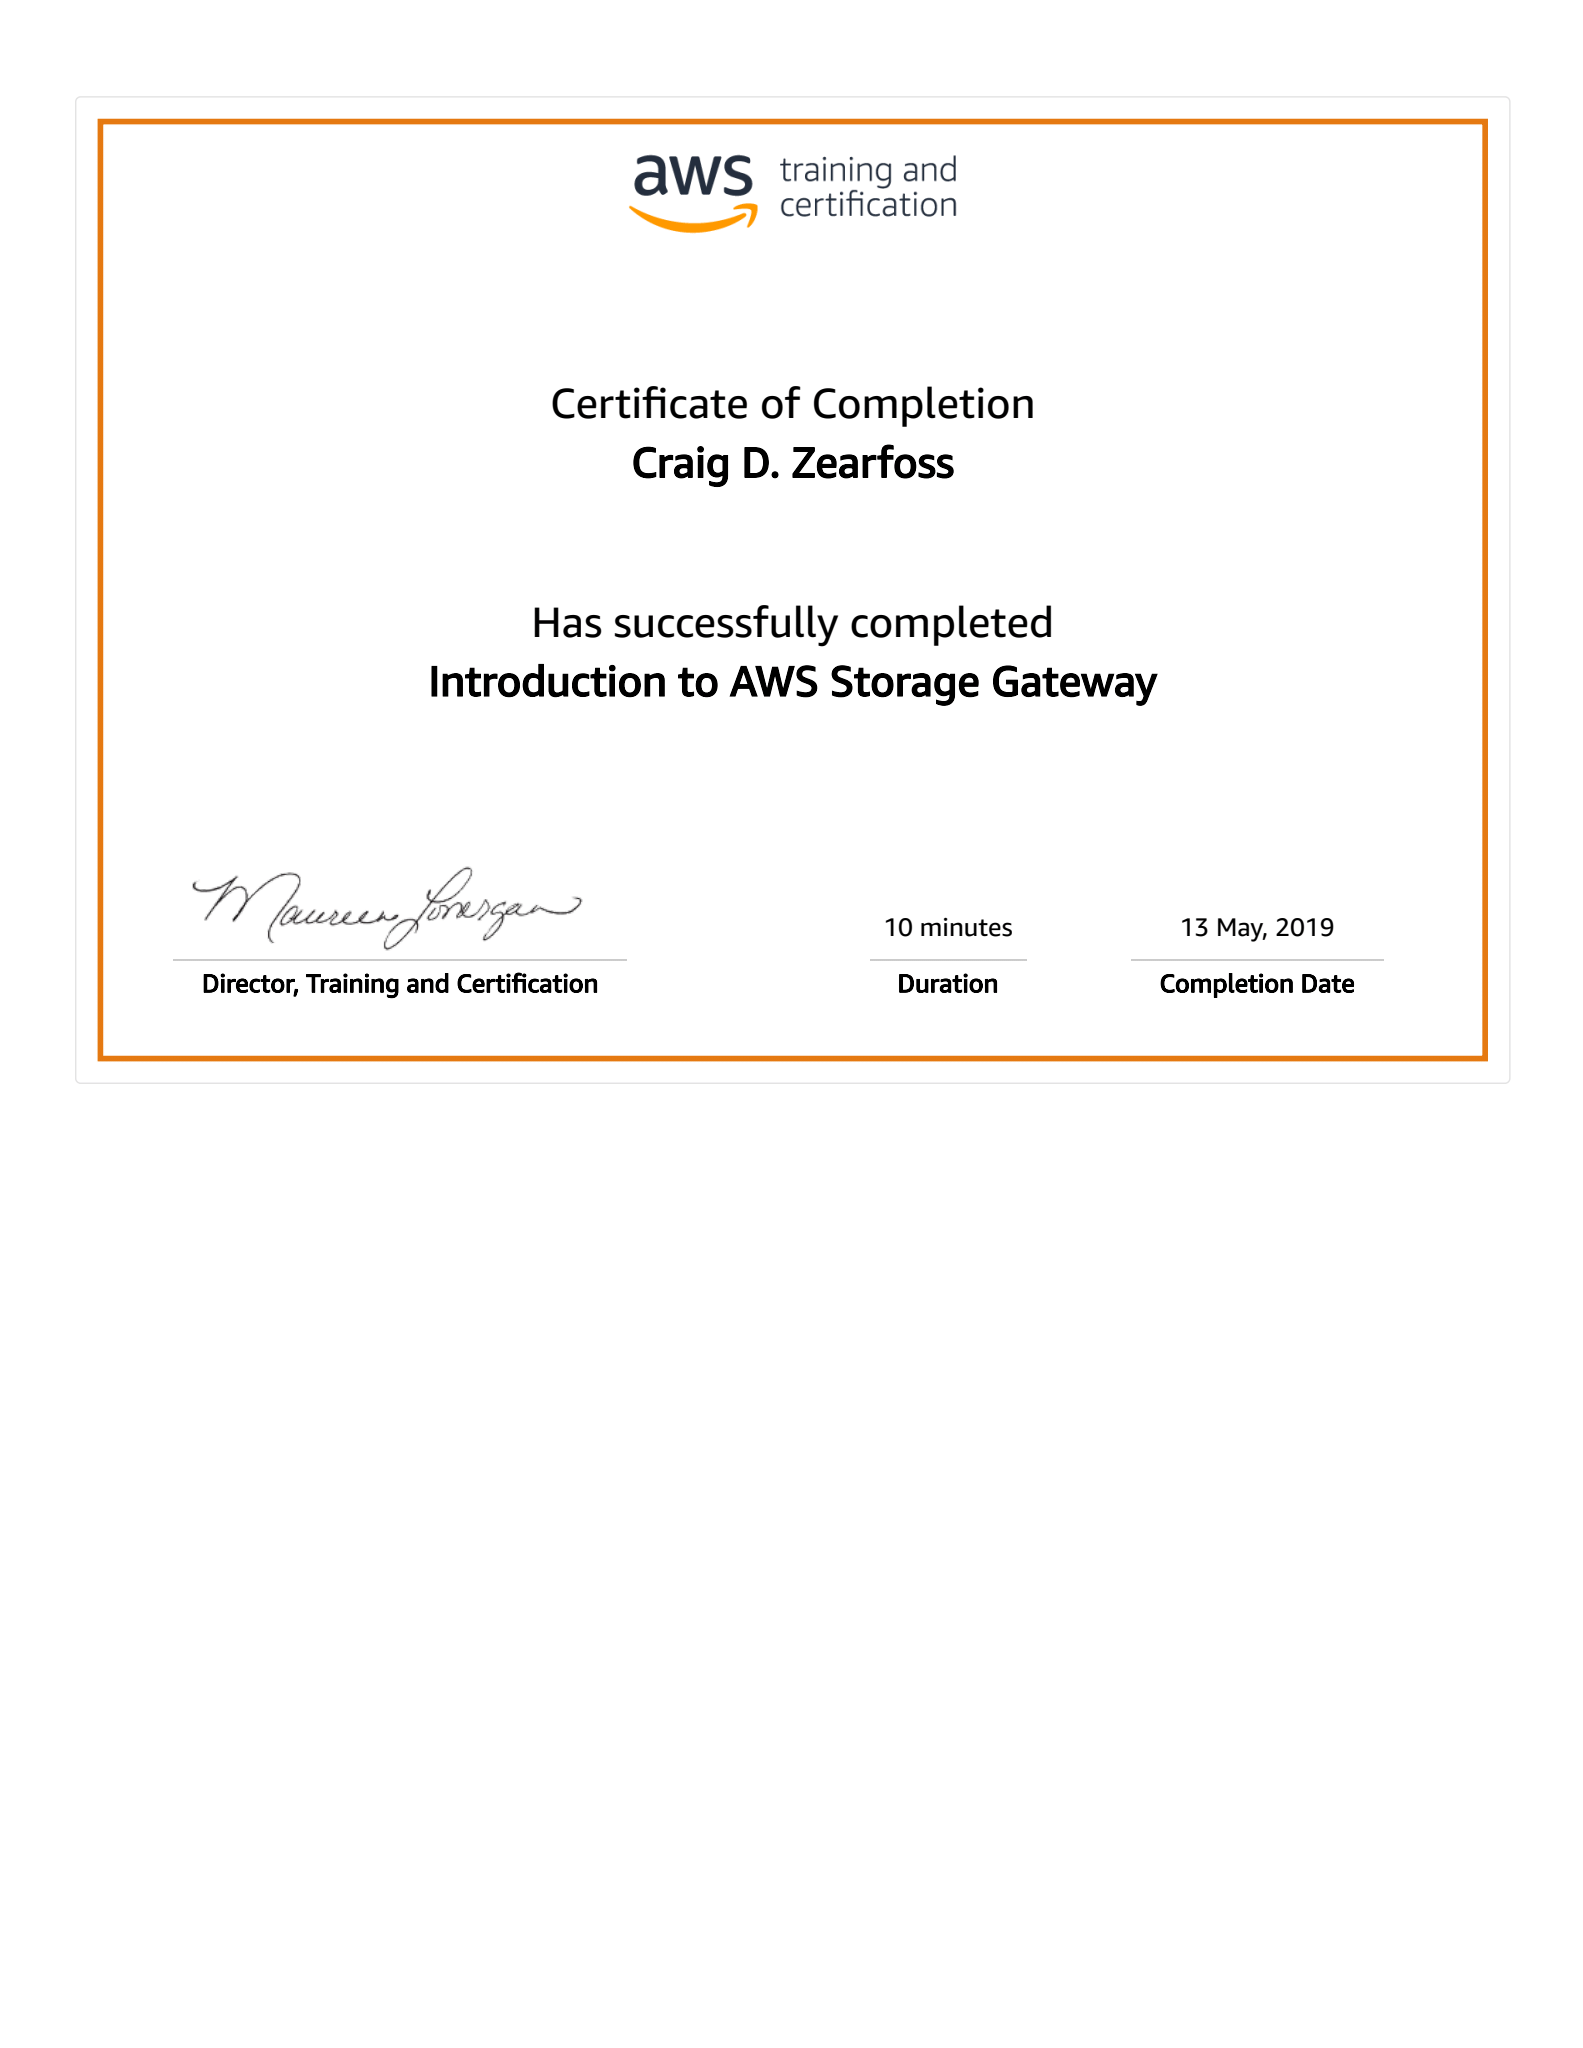 aws training and
certification
Certificate of Completion
Craig D. Zearfoss
Has successfully completed
Introduction to AWS Storage Gateway
Maureen Lonergan
10 minutes
13 May, 2019
Director, Training and Certification
Duration
Completion Date